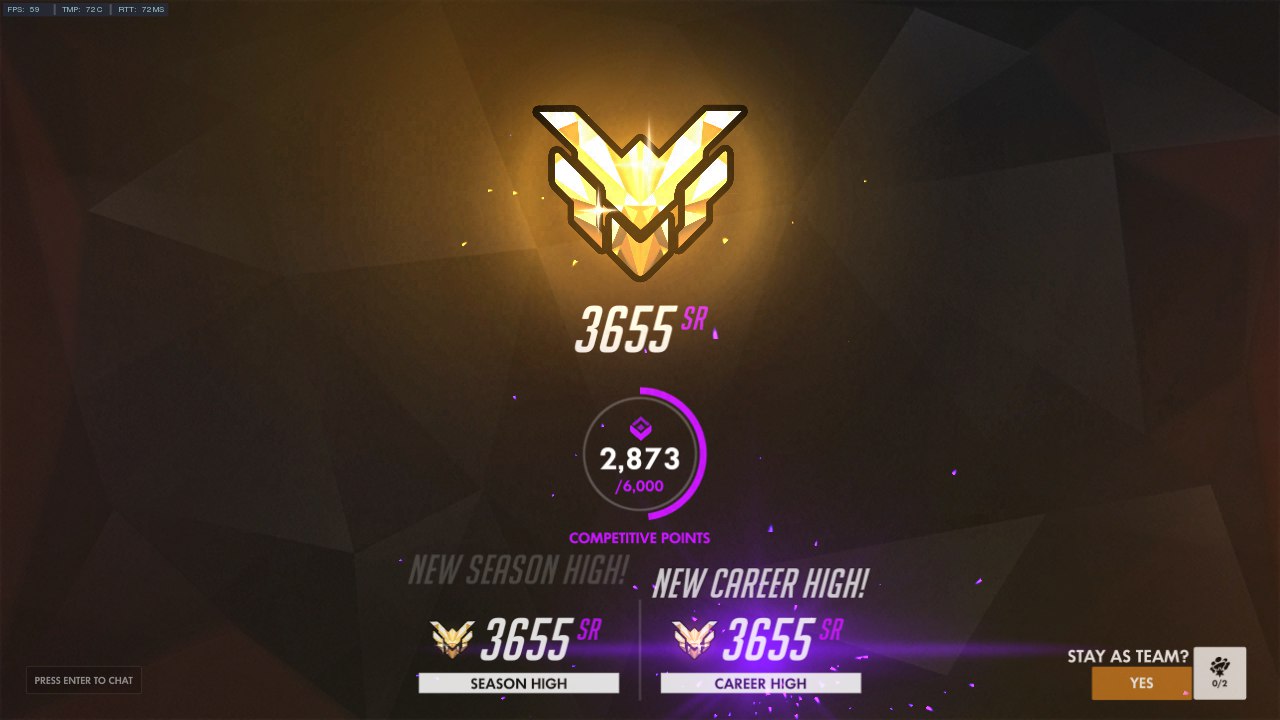 FPS: 59 | TMP: 72C | RTT: 72MS
3655 SR
2,873
/6,000
COMPETITIVE POINTS
NEW SEASON HIGH!
NEW CAREER HIGH!
3655 SR
3655 SR
SEASON HIGH
CAREER HIGH
STAY AS TEAM?
YES
0/2
PRESS ENTER TO CHAT